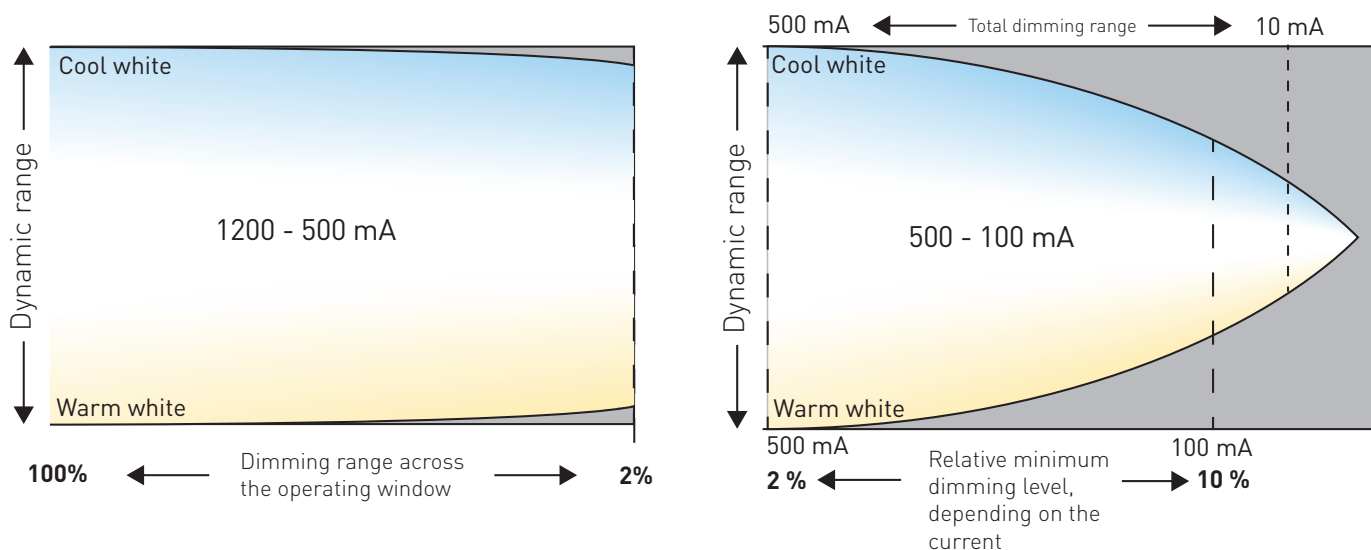 Cool white
Dynamic range
1200 - 500 mA
Warm white
100%
Dimming range across
the operating window
2%
500 mA
Total dimming range
10 mA
Cool white
Dynamic range
500 - 100 mA
Warm white
500 mA
100 mA
2 %
Relative minimum
dimming level,
depending on the
current
10 %